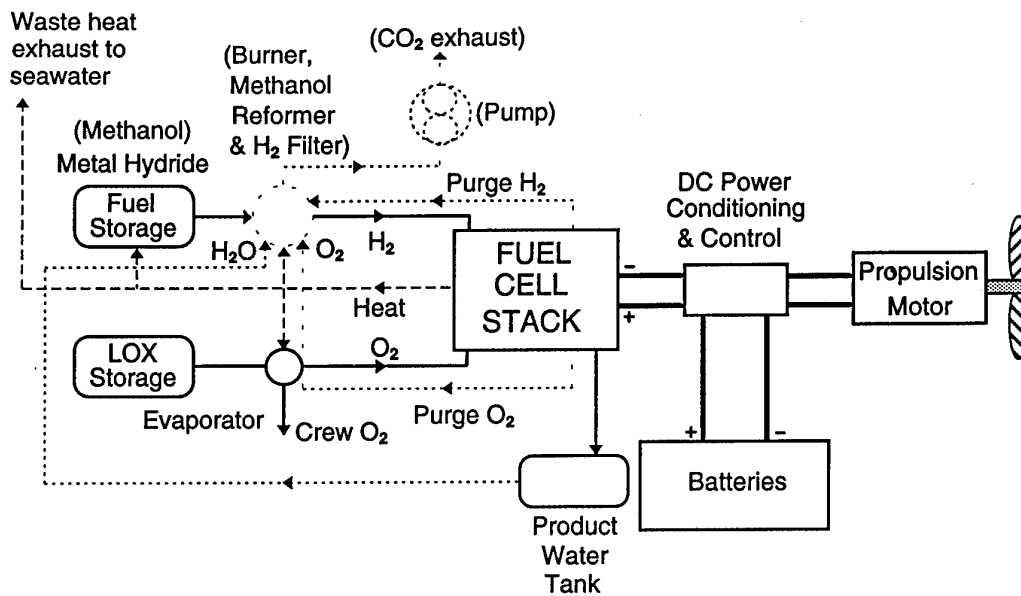 Waste heat
exhaust to
seawater
(CO₂ exhaust)
(Burner,
Methanol
Reformer
& H₂ Filter)
(Pump)
(Methanol)
Metal Hydride
Fuel
Storage
Purge H₂
DC Power
Conditioning
& Control
H₂O
O₂
H₂
FUEL
CELL
STACK
−
+
Propulsion
Motor
Heat
LOX
Storage
O₂
Evaporator
Crew O₂
Purge O₂
+
−
Batteries
Product
Water
Tank